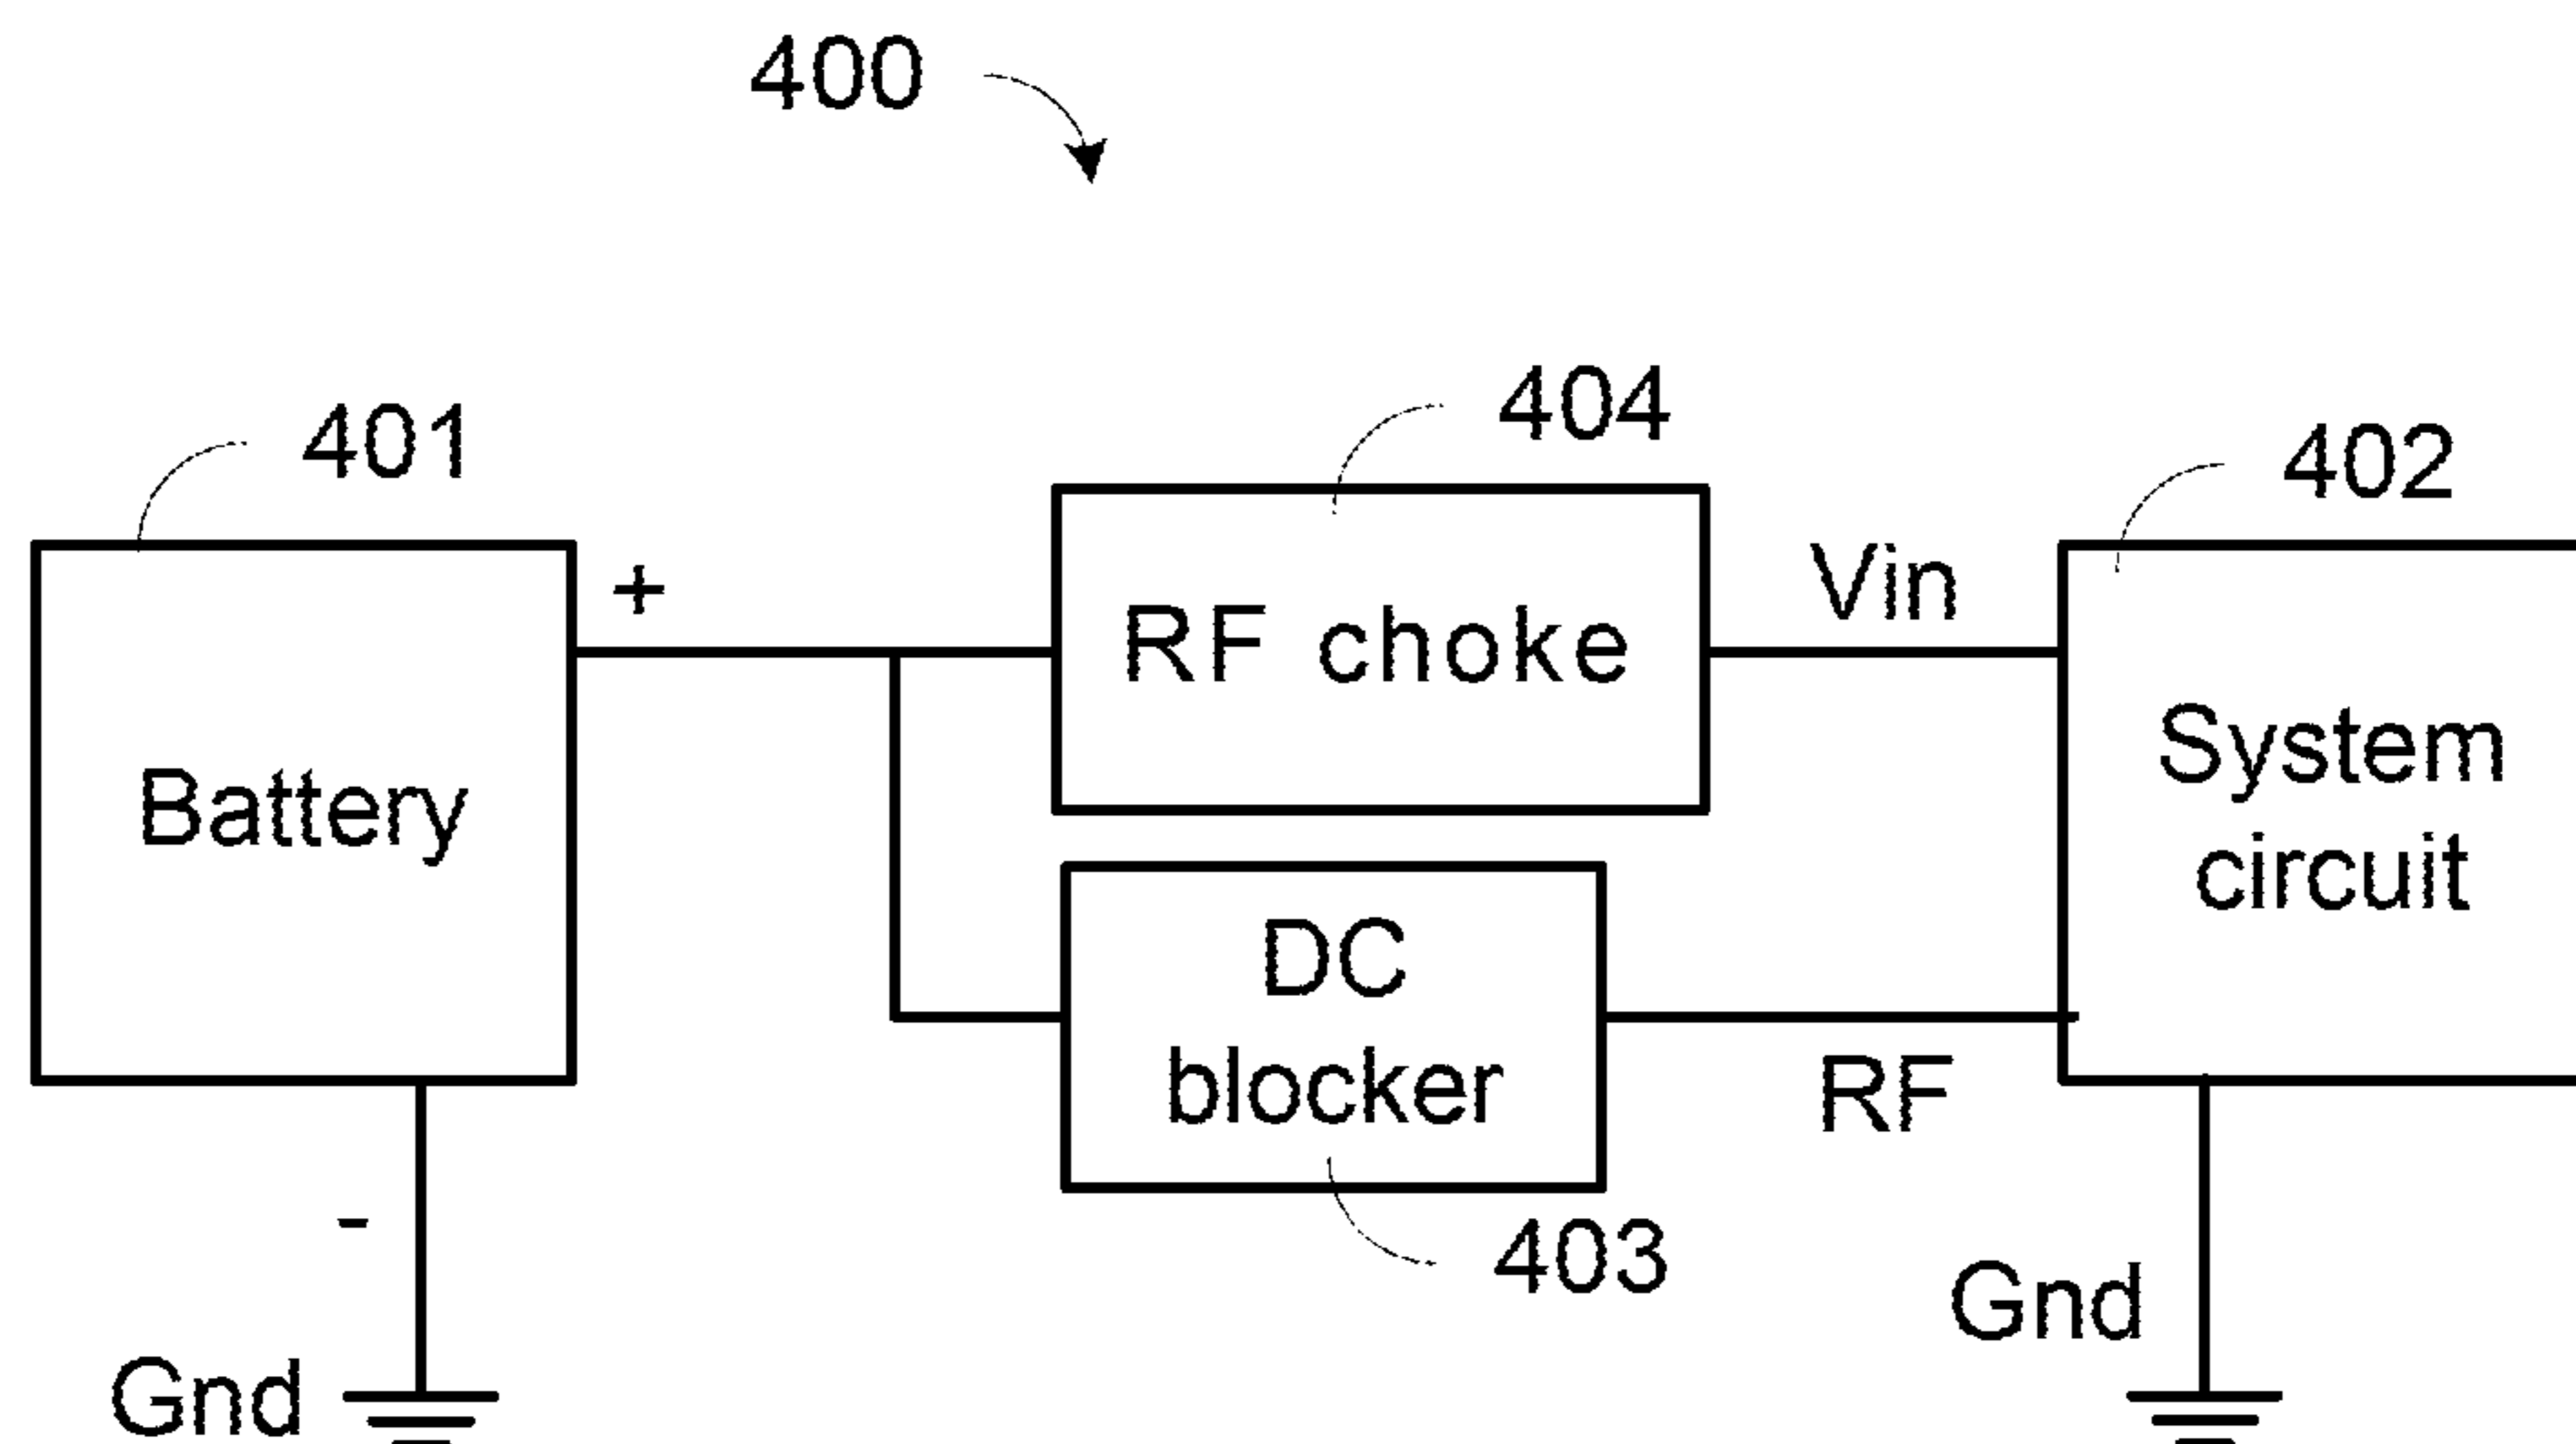 400
401
404
402
+
RF choke
Vin
System
circuit
Battery
DC
blocker
RF
-
403
Gnd
Gnd